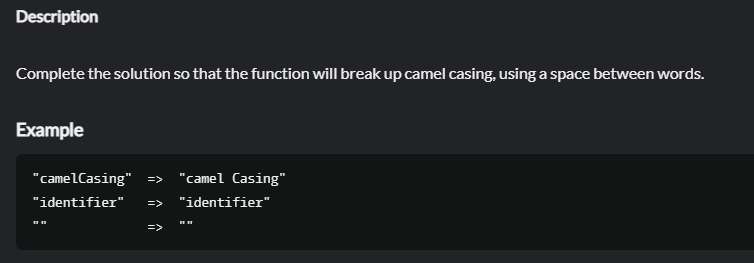 Description
Complete the solution so that the function will break up camel casing, using a space between words.
Example
"camelCasing"  =>  "camel Casing"
"identifier"   =>  "identifier"
""             =>  ""